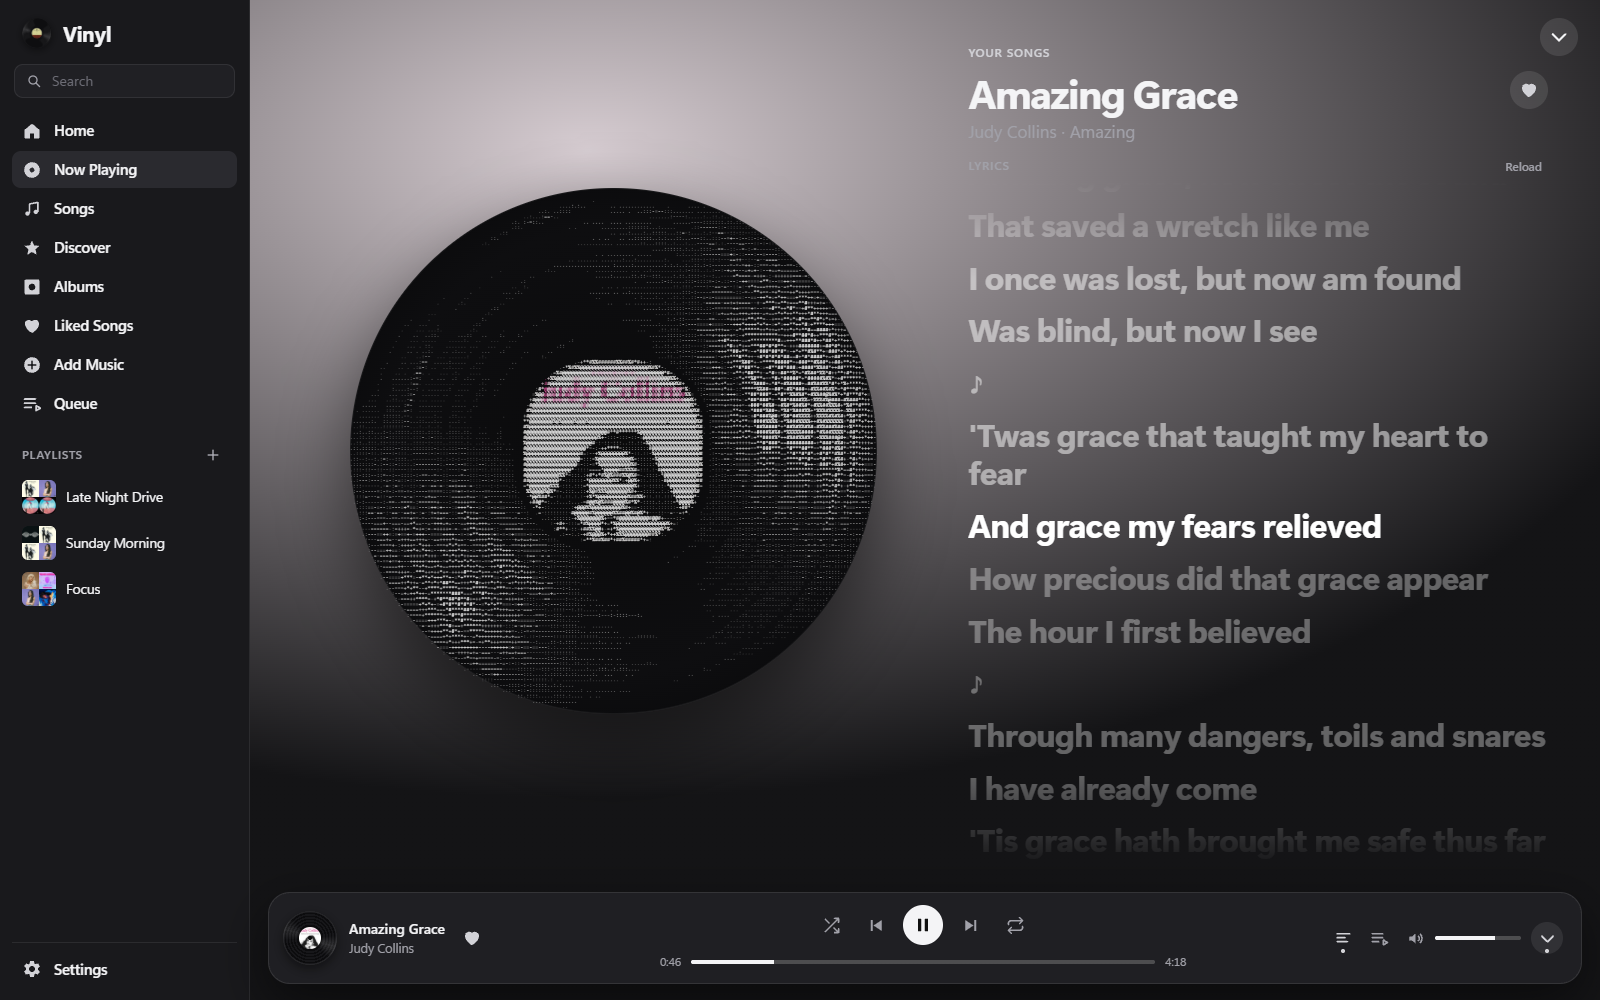 Vinyl
Search
Home
Now Playing
Songs
Discover
Albums
Liked Songs
Add Music
Queue
PLAYLISTS
Late Night Drive
Sunday Morning
Focus
Settings
Judy Collins
YOUR SONGS
Amazing Grace
Judy Collins · Amazing
LYRICS
Reload
That saved a wretch like me
I once was lost, but now am found
Was blind, but now I see
♪
'Twas grace that taught my heart to
fear
And grace my fears relieved
How precious did that grace appear
The hour I first believed
♪
Through many dangers, toils and snares
I have already come
'Tis grace hath brought me safe thus far
Amazing Grace
Judy Collins
0:46
4:18